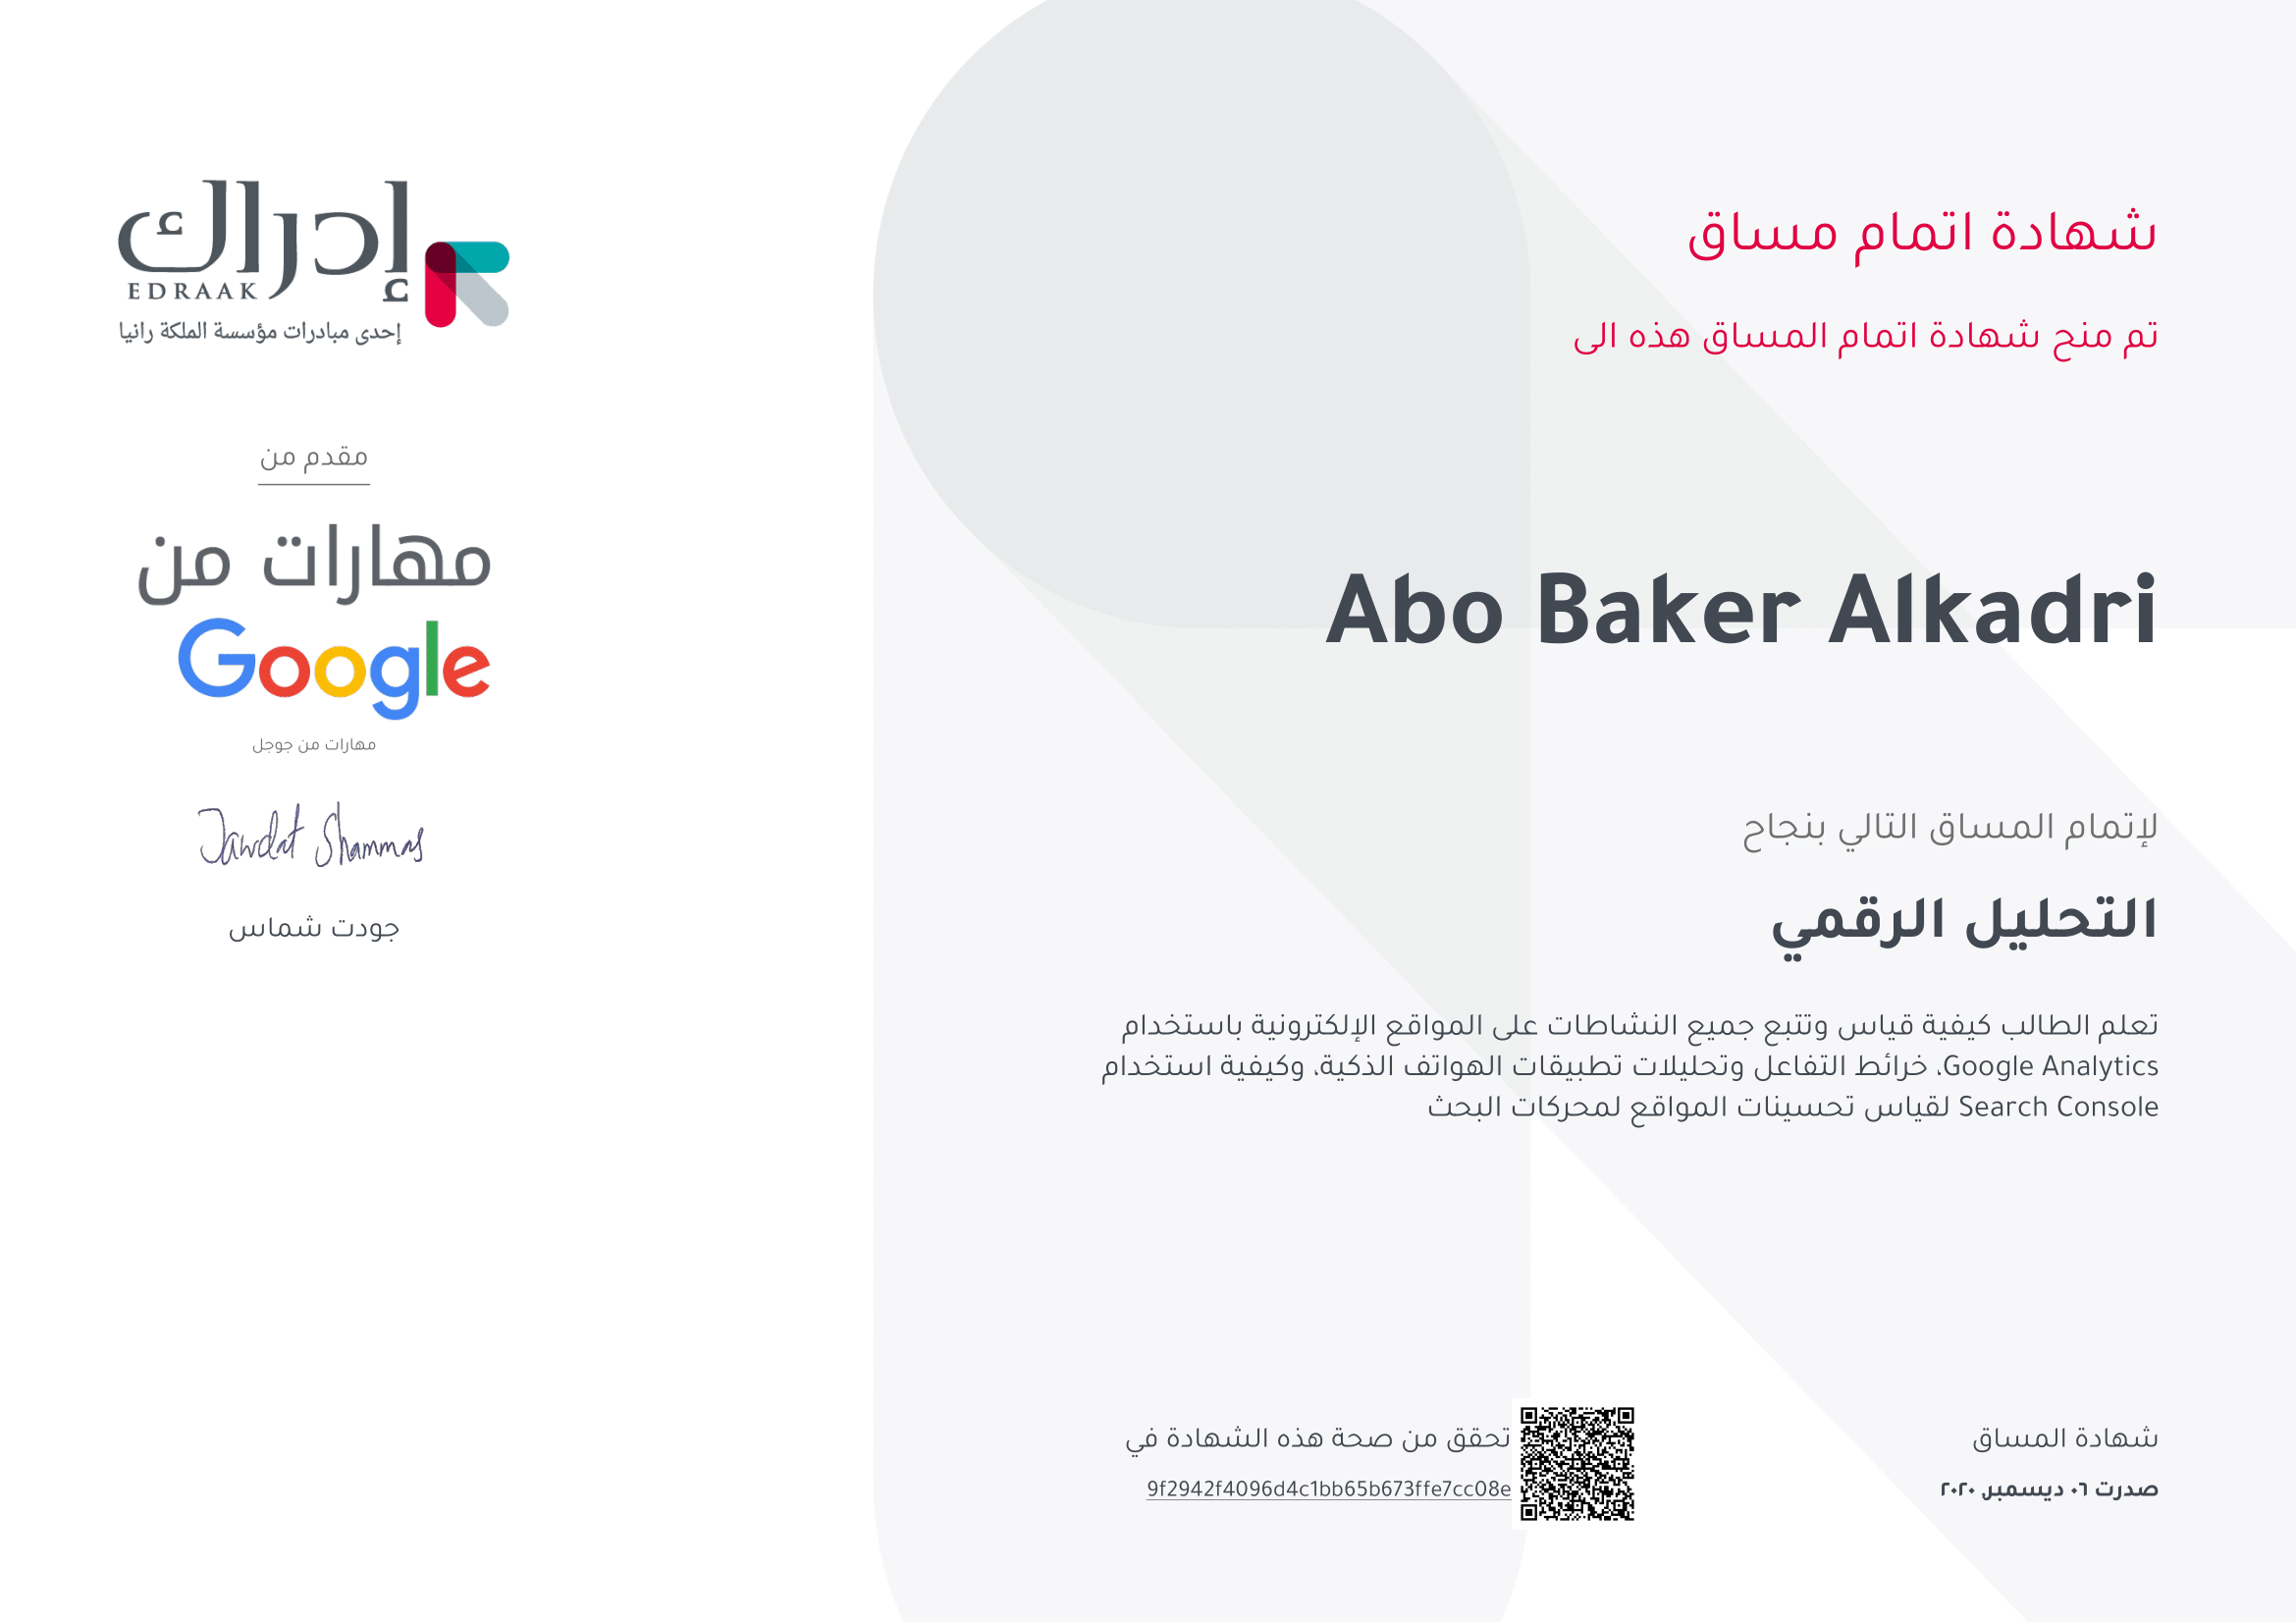 شهادة اتمام مساق
تم منح شهادة اتمام المساق هذه الى
Abo Baker Alkadri
لإتمام المساق التالي بنجاح
التحليل الرقمي
تعلم الطالب كيفية قياس وتتبع جميع النشاطات على المواقع الإلكترونية باستخدام
Google Analytics، خرائط التفاعل وتحليلات تطبيقات الهواتف الذكية، وكيفية استخدام
Search Console لقياس تحسينات المواقع لمحركات البحث
شهادة المساق
صدرت ٠٦ ديسمبر, ٢٠٢٠
تحقق من صحة هذه الشهادة في
9f2942f4096d4c1bb65b673ffe7cc08e
إدراك
EDRAAK
إحدى مبادرات مؤسسة الملكة رانيا
مقدم من
مهارات من
Google
مهارات من جوجل
Jawdat Shammas
جودت شماس